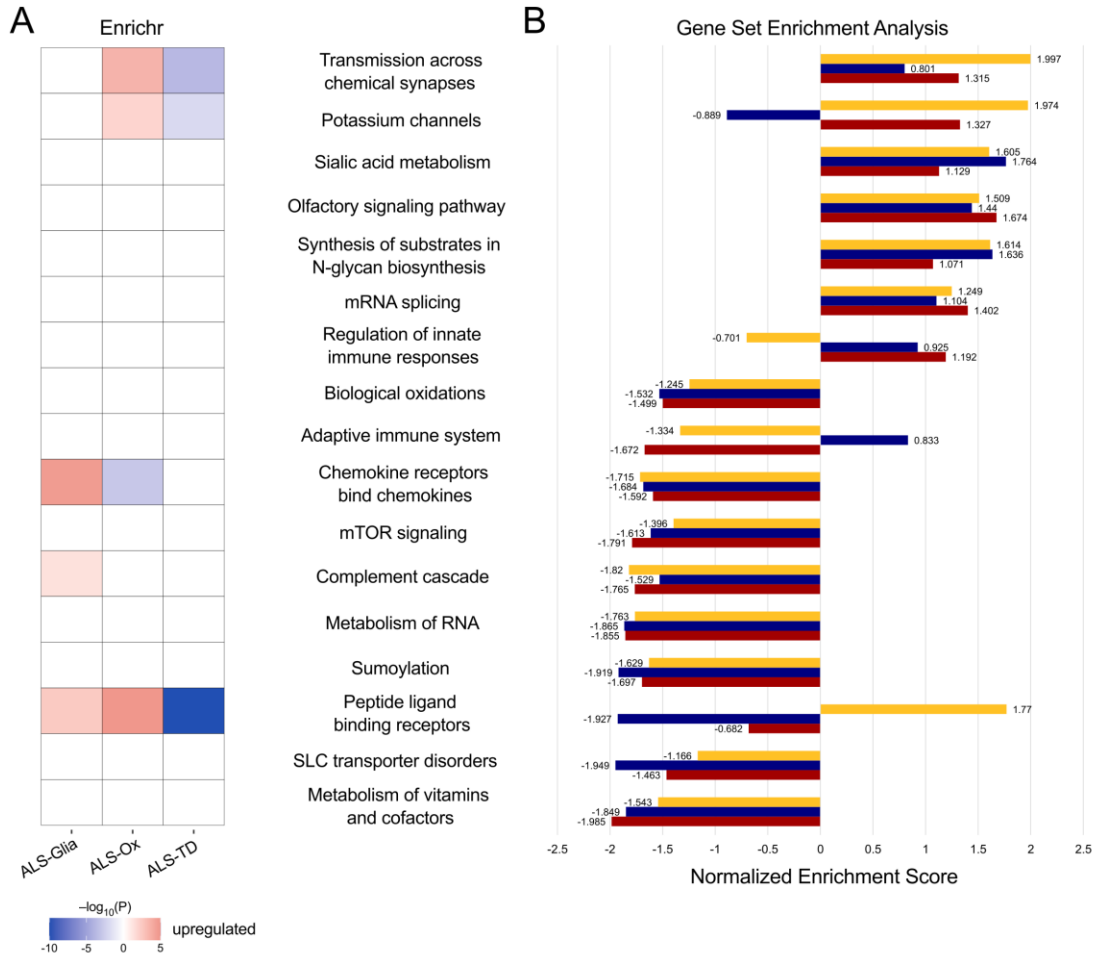 A
Enrichr
B
Gene Set Enrichment Analysis
Transmission across
chemical synapses
1.997
0.801
1.315
Potassium channels
1.974
-0.889
1.327
Sialic acid metabolism
1.605
1.764
1.129
Olfactory signaling pathway
1.509
1.44
1.674
Synthesis of substrates in
N-glycan biosynthesis
1.614
1.636
1.071
mRNA splicing
1.249
1.104
1.402
Regulation of innate
immune responses
-0.701
0.925
1.192
Biological oxidations
-1.245
-1.532
-1.499
Adaptive immune system
-1.334
0.833
-1.672
Chemokine receptors
bind chemokines
-1.715
-1.684
-1.592
mTOR signaling
-1.396
-1.613
-1.791
Complement cascade
-1.82
-1.529
-1.765
Metabolism of RNA
-1.763
-1.865
-1.855
Sumoylation
-1.629
-1.919
-1.697
Peptide ligand
binding receptors
1.77
-1.927
-0.682
SLC transporter disorders
-1.166
-1.949
-1.463
Metabolism of vitamins
and cofactors
-1.543
-1.849
-1.985
ALS-Glia ALS-Ox ALS-TD
-2.5 -2 -1.5 -1 -0.5 0 0.5 1 1.5 2 2.5
Normalized Enrichment Score
–log10(P)
upregulated
-10 -5 0 5